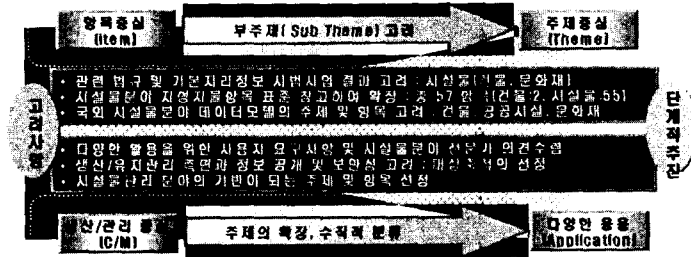 항목중심
(Item)
부주제( Sub Theme) 고려
주제중심
(Theme)
고려사항
• 관련 법규 및 기본지리정보 시범사업 결과 고려 : 시설물(건물, 문화재)
• 시설물분야 지형지물항목 표준 참고하여 확장 : 총 57 항목(건물:2, 시설물:55)
• 국외 시설물분야 데이터모델의 주제 및 항목 고려 : 건물, 공공시설, 문화재
• 다양한 활용을 위한 사용자 요구사항 및 시설물분야 전문가 의견수렴
• 생산/유지관리 측면과 정보 공개 및 보안성 고려 : 대상 의 선정
• 시설물관리 분야의 기반이 되는 주제 및 항목 선정
단계적추진
생산/관리
(C/M)
주제의 확장, 수직적 분류
다양한 응용
(Application)